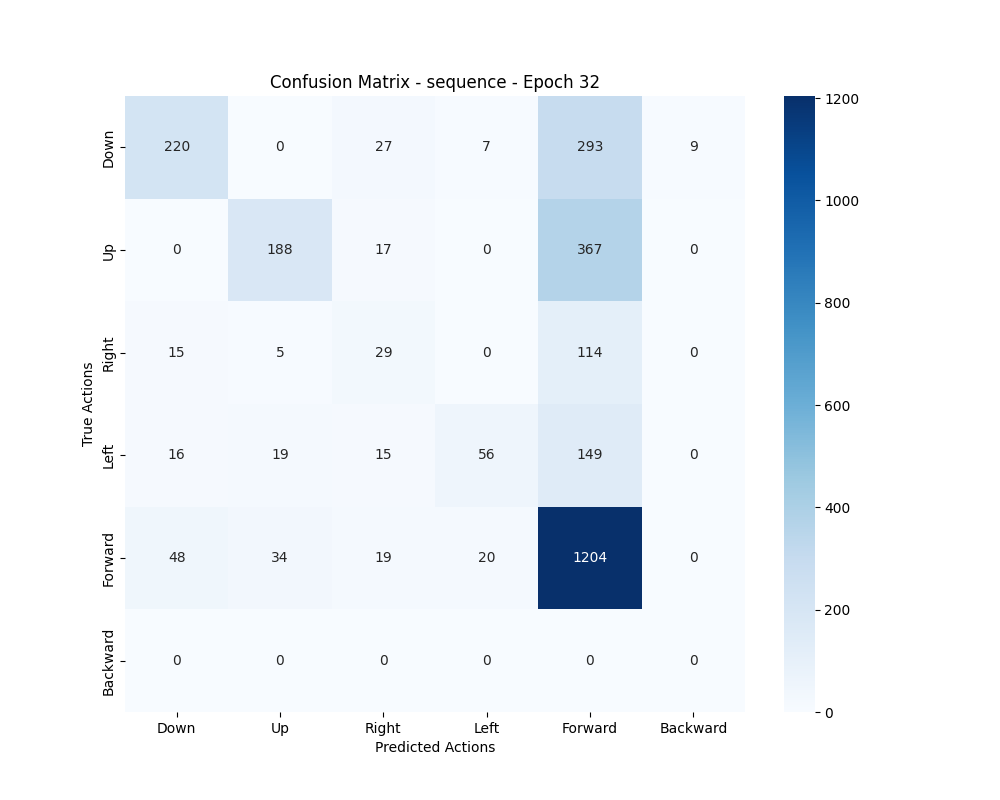 Confusion Matrix - sequence - Epoch 32
Down 220 0 27 7 293 9
Up 0 188 17 0 367 0
Right 15 5 29 0 114 0
Left 16 19 15 56 149 0
Forward 48 34 19 20 1204 0
Backward 0 0 0 0 0 0
Down Up Right Left Forward Backward
Predicted Actions
True Actions
1200
1000
800
600
400
200
0